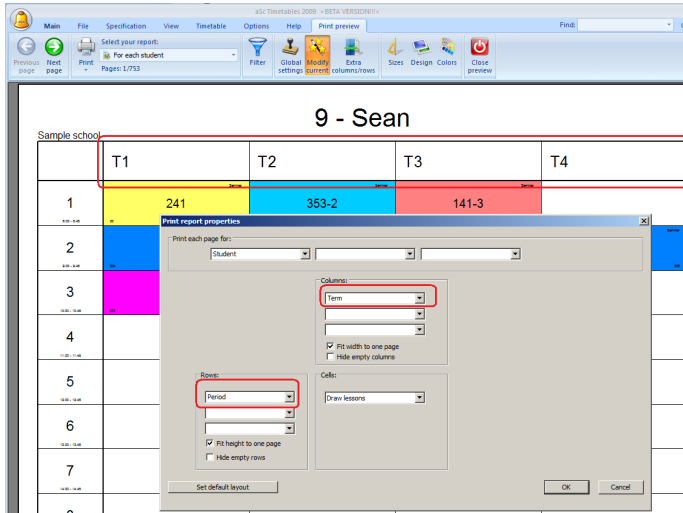 aSc Timetables 2009 >BETA VERSION!!!<
Main File Specification View Timetable Options Help Print preview Find:
Previous page Next page Print Select your report: For each student Pages: 1/753 Filter Global settings Modify current Extra columns/rows Sizes Design Colors Close preview
9 - Sean
Sample school
T1 T2 T3 T4
1 241 353-2 141-3
8:00 - 8:45
Print report properties
Print each page for:
Student
2
Columns:
Term
3
4
Fit width to one page
Hide empty columns
Rows:
Cells:
5
Period
Draw lessons
6
Fit height to one page
Hide empty rows
7
Set default layout
OK Cancel